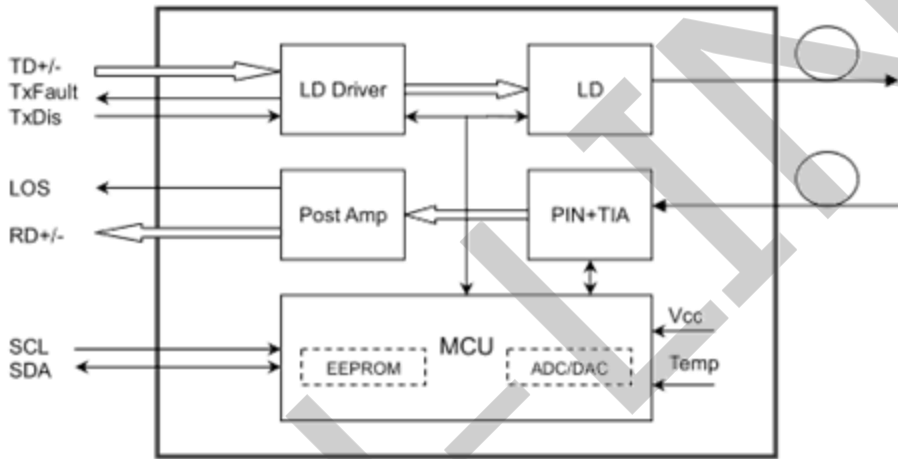 TD+/-
TxFault
TxDis
LD Driver
LD
LOS
RD+/-
Post Amp
PIN+TIA
SCL
SDA
MCU
EEPROM
ADC/DAC
Vcc
Temp